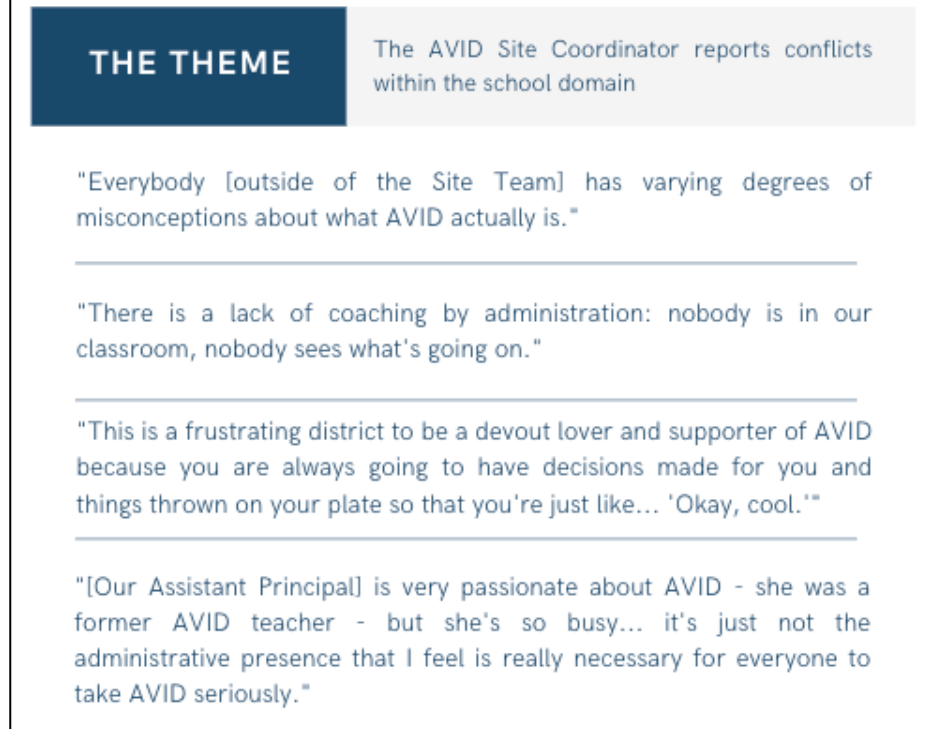 THE THEME
The AVID Site Coordinator reports conflicts
within the school domain
"Everybody [outside of the Site Team] has varying degrees of
misconceptions about what AVID actually is."
"There is a lack of coaching by administration: nobody is in our
classroom, nobody sees what's going on."
"This is a frustrating district to be a devout lover and supporter of AVID
because you are always going to have decisions made for you and
things thrown on your plate so that you're just like... 'Okay, cool.'"
"[Our Assistant Principal] is very passionate about AVID - she was a
former AVID teacher - but she's so busy... it's just not the
administrative presence that I feel is really necessary for everyone to
take AVID seriously."